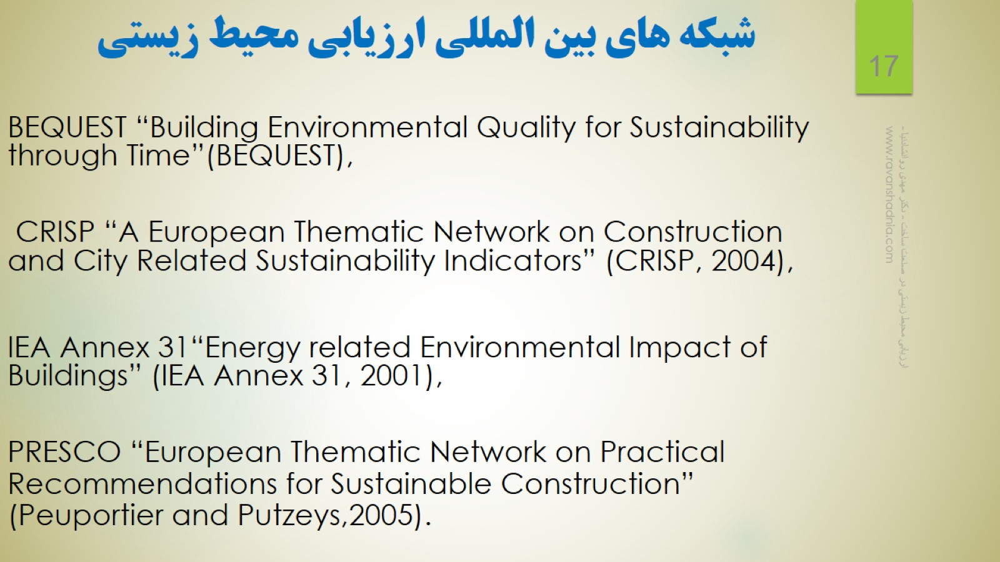 شبکه های بین المللی ارزیابی محیط زیستی
17
BEQUEST “Building Environmental Quality for Sustainability
through Time”(BEQUEST),
CRISP “A European Thematic Network on Construction
and City Related Sustainability Indicators” (CRISP, 2004),
IEA Annex 31“Energy related Environmental Impact of
Buildings” (IEA Annex 31, 2001),
PRESCO “European Thematic Network on Practical
Recommendations for Sustainable Construction”
(Peuportier and Putzeys,2005).
ارزیابی محیط زیستی در صنعت ساخت - دکتر مهدی روانشادنیا -
www.ravanshadnia.com